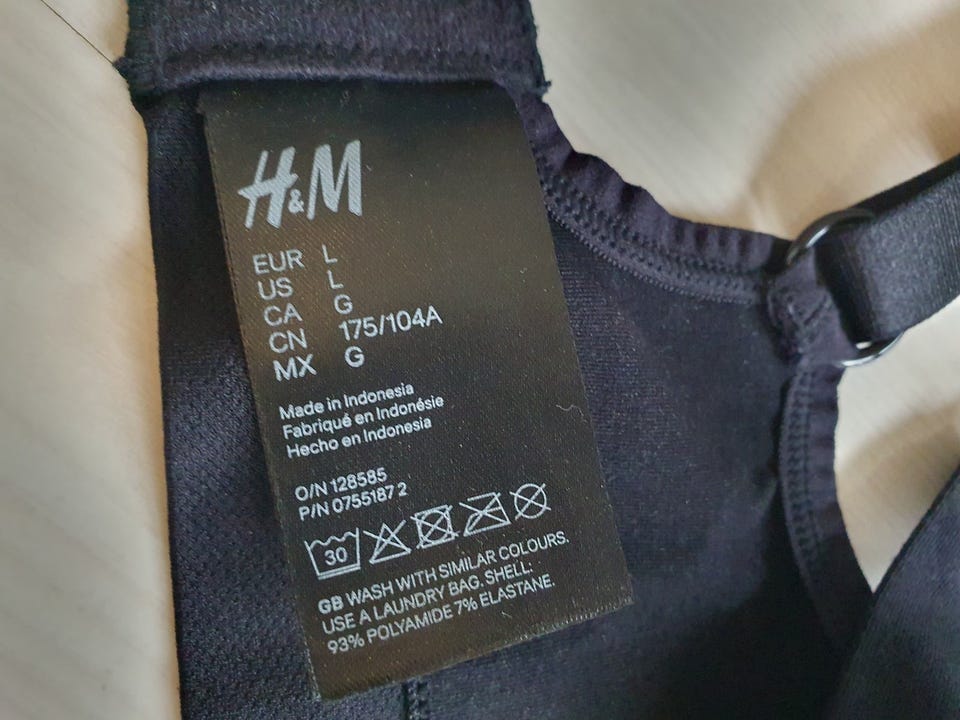 H&M
EUR L
US L
CA G
CN 175/104A
MX G
Made in Indonesia
Fabriqué en Indonésie
Hecho en Indonesia
O/N 128585
P/N 0755187 2
30
GB WASH WITH SIMILAR COLOURS.
USE A LAUNDRY BAG. SHELL:
93% POLYAMIDE 7% ELASTANE.